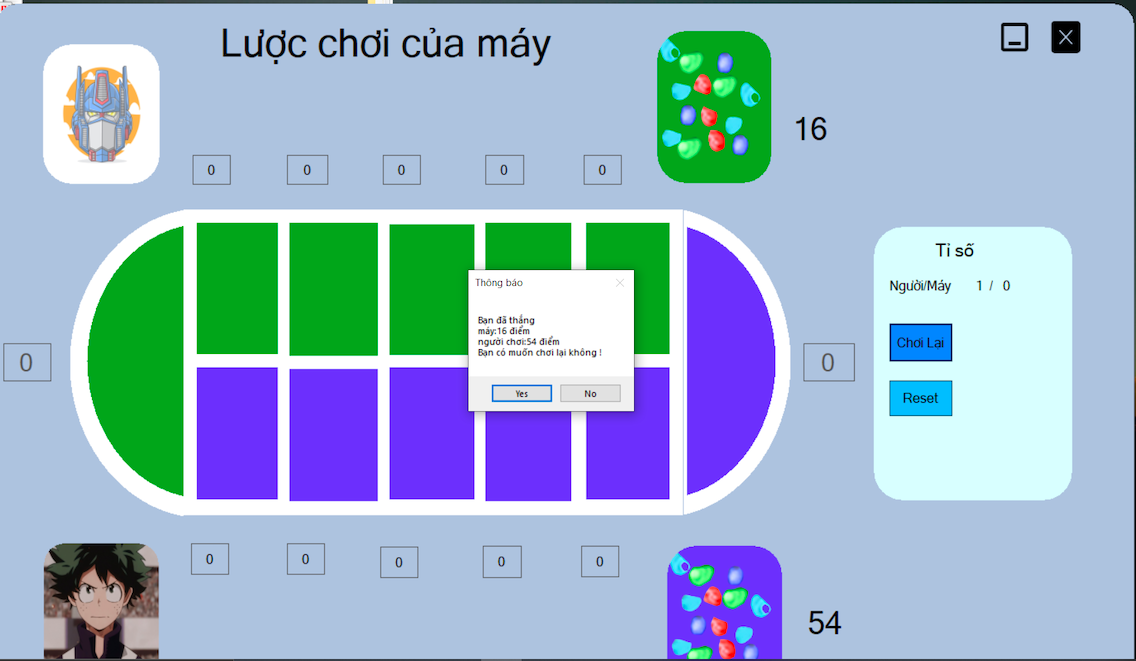 Lược chơi của máy
16
0
0
0
0
0
Tỉ số
Người/Máy 1 / 0
Chơi Lại
Reset
0
0
Thông báo
Bạn đã thắng
máy:16 điểm
người chơi:54 điểm
Bạn có muốn chơi lại không !
Yes
No
0
0
0
0
0
54